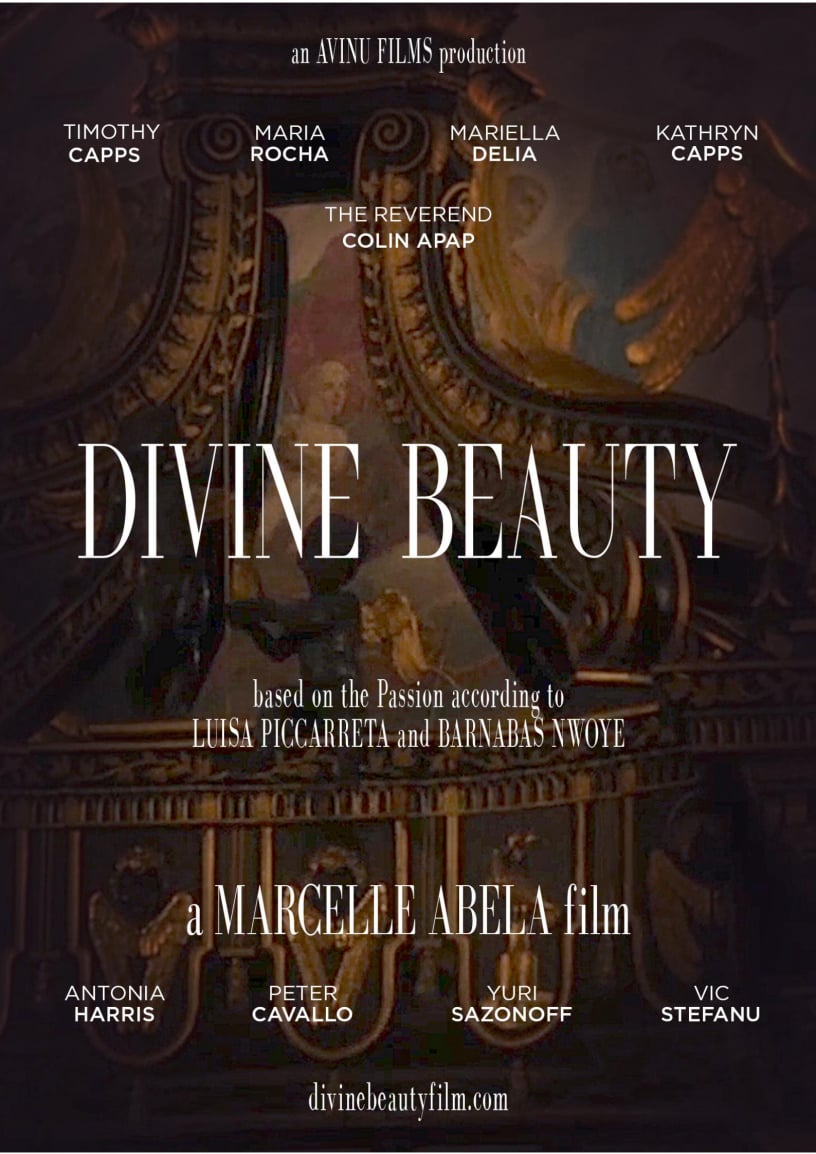 an AVINU FILMS production
TIMOTHY MARIA MARIELLA KATHRYN
CAPPS ROCHA DELIA CAPPS
THE REVEREND
COLIN APAP
DIVINE BEAUTY
based on the Passion according to
LUISA PICCARRETA and BARNABAS NWOYE
a MARCELLE ABELA film
ANTONIA PETER YURI VIC
HARRIS CAVALLO SAZONOFF STEFANU
divinebeautyfilm.com